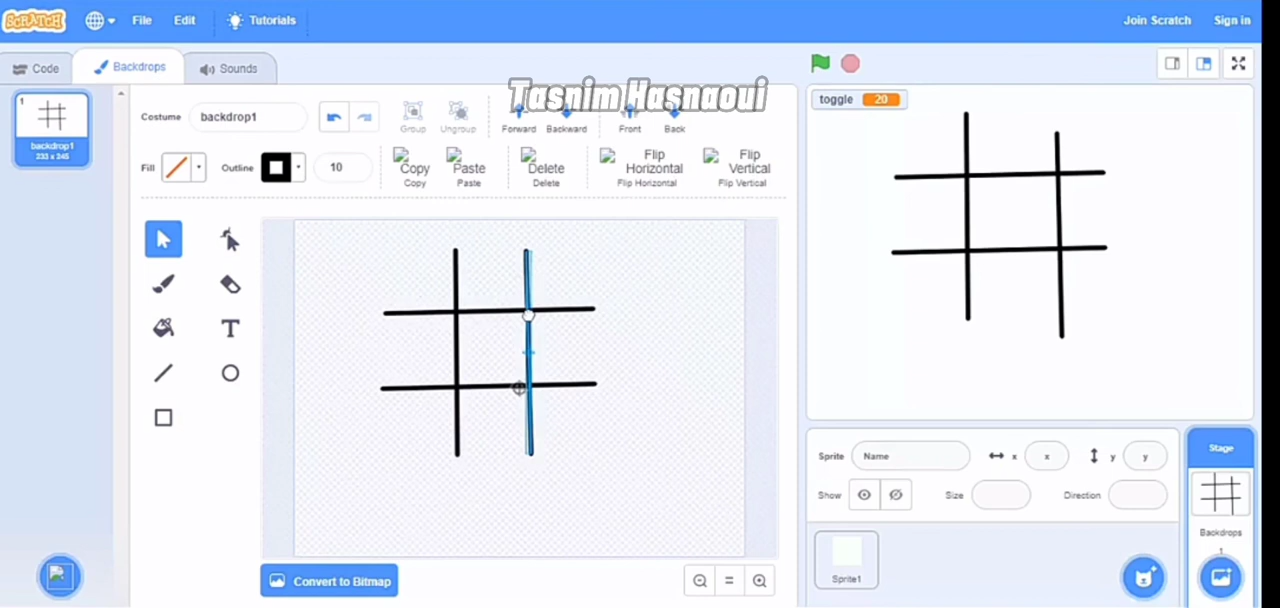 SCRATCH
File Edit Tutorials Join Scratch Sign in
Code Backdrops Sounds
Tasnim Hasnaoui
1
backdrop1
233 x 245
Costume backdrop1
Group Ungroup Forward Backward Front Back
Fill Outline 10
Copy
Copy
Paste
Paste
Delete
Delete
Flip Horizontal
Flip Horizontal
Flip Vertical
Flip Vertical
T
Convert to Bitmap
toggle 20
Sprite Name x x y y
Show Size Direction
Sprite1
Stage
Backdrops
1